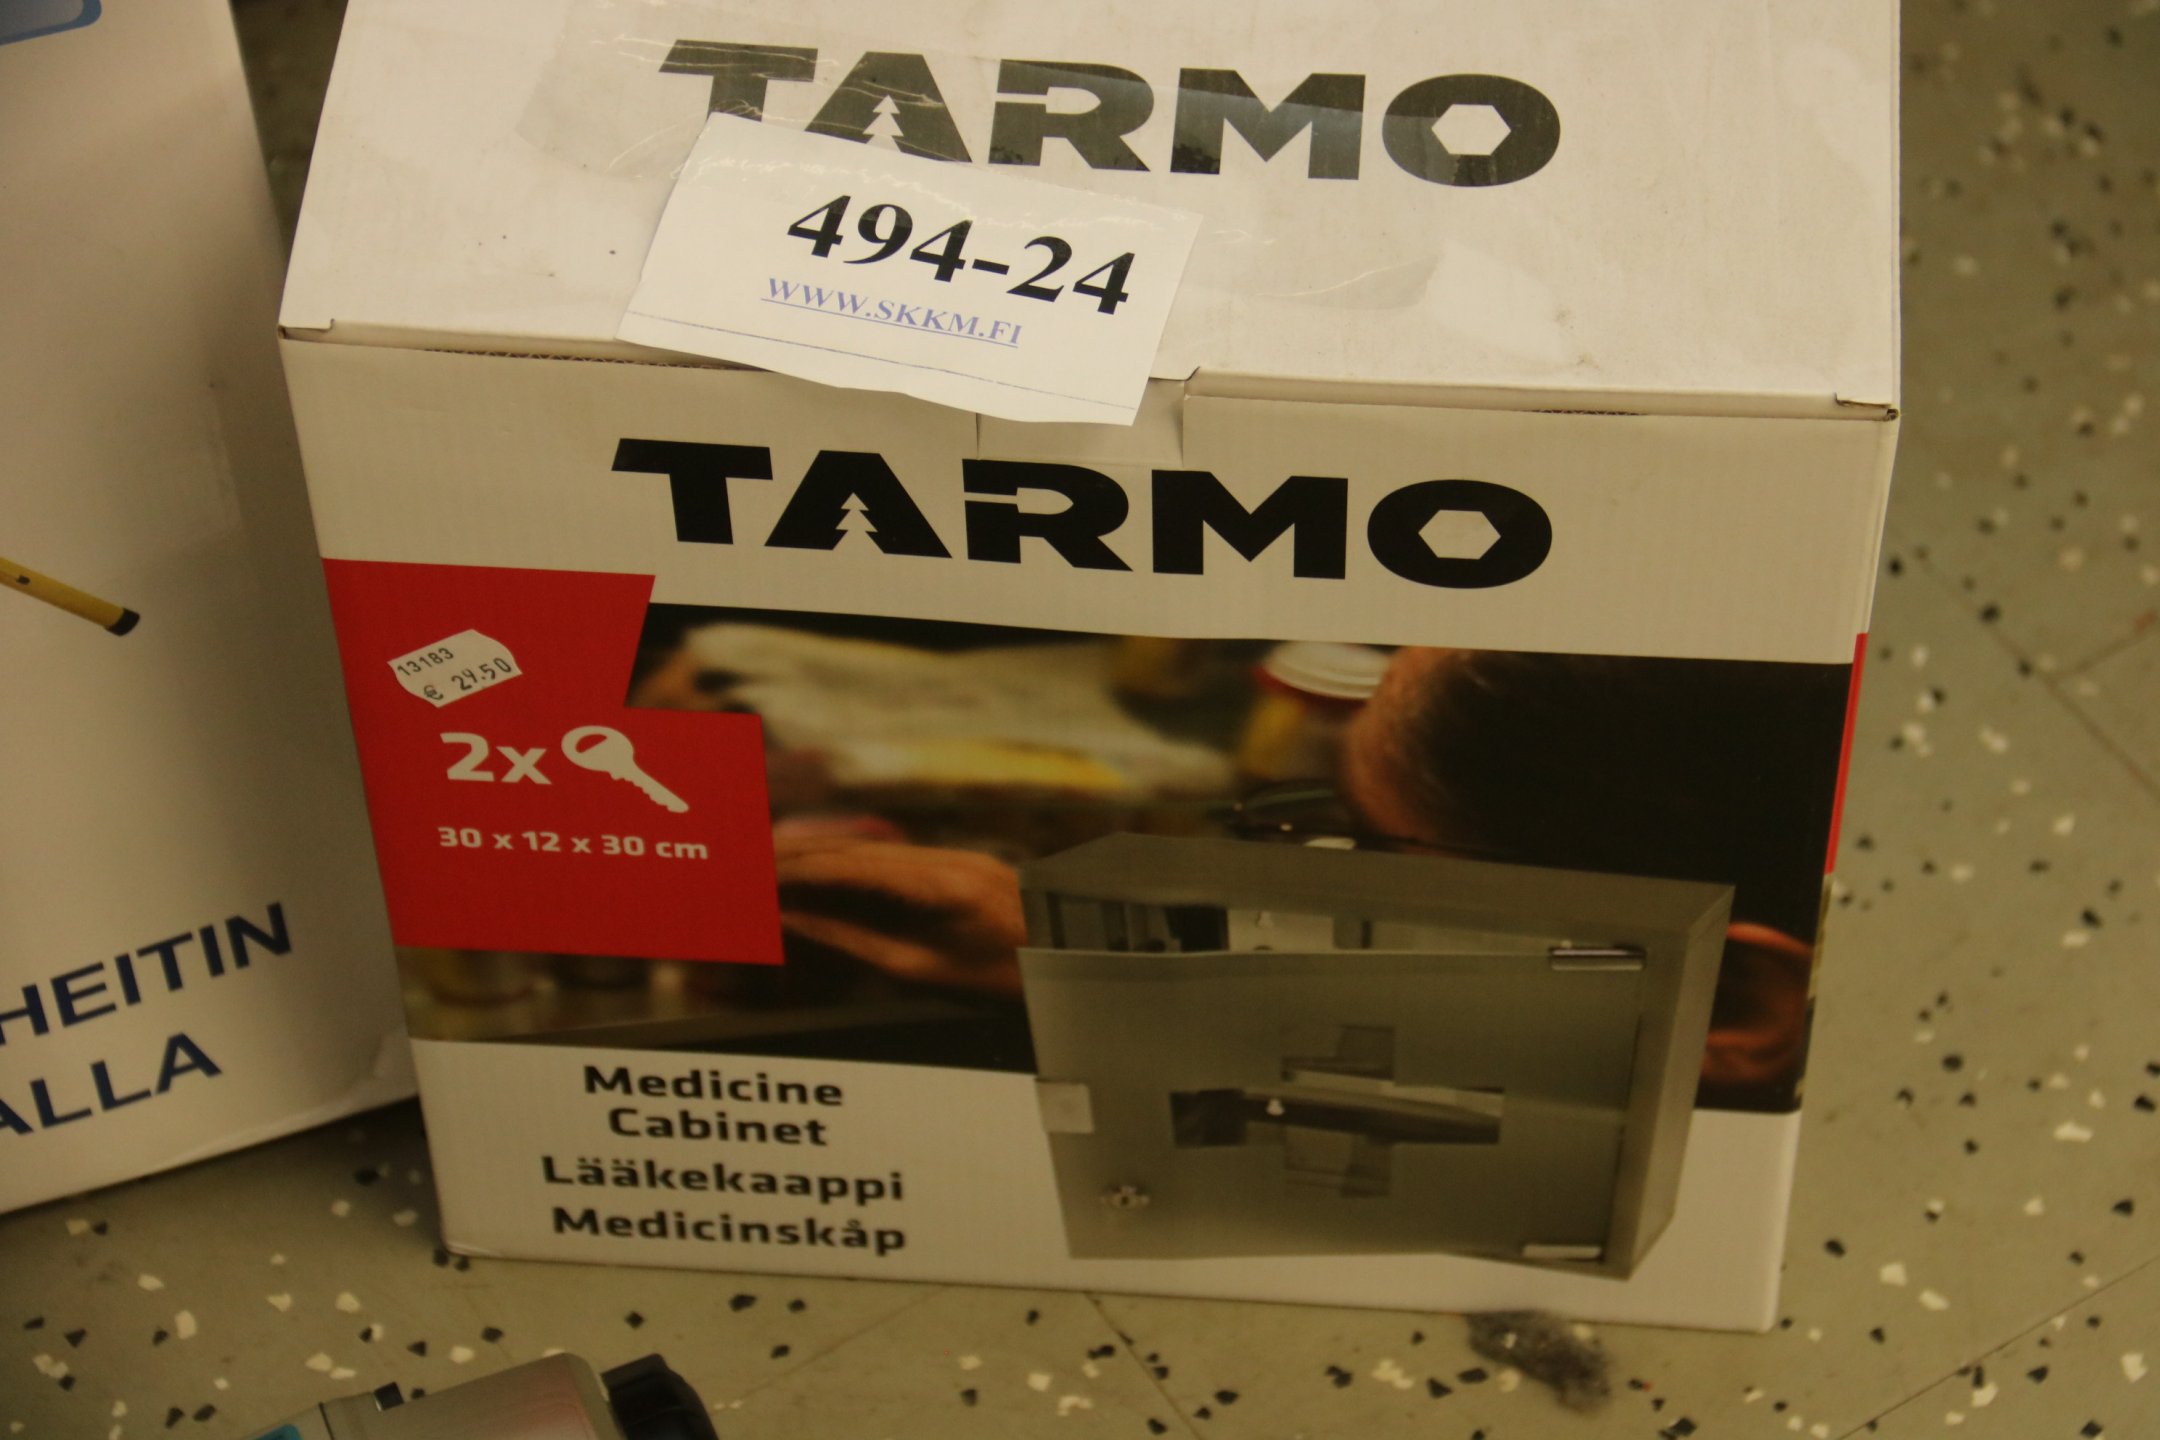 TARMO
494-24
WWW.SKKM.FI
TARMO
13183
€ 24.50
2x
30 x 12 x 30 cm
Medicine
Cabinet
Lääkekaappi
Medicinskåp
HEITIN
ALLA